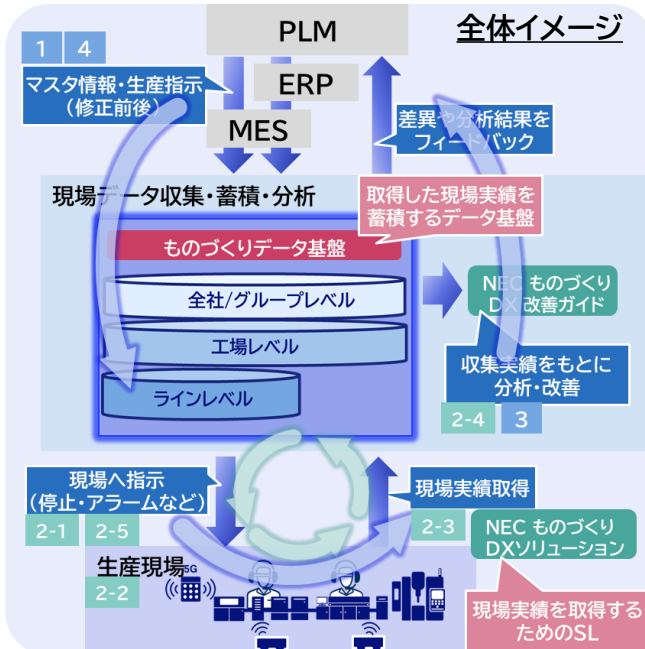 全体イメージ
PLM
1
4
マスタ情報・生産指示
（修正前後）
ERP
MES
差異や分析結果を
フィードバック
現場データ収集・蓄積・分析
取得した現場実績を
蓄積するデータ基盤
ものづくりデータ基盤
全社/グループレベル
工場レベル
ラインレベル
NEC ものづくり
DX 改善ガイド
収集実績をもとに
分析・改善
2-4
3
現場へ指示
（停止・アラームなど）
2-1
2-5
現場実績取得
2-3
NEC ものづくり
DXソリューション
生産現場
5G
2-2
現場実績を取得する
ためのSL